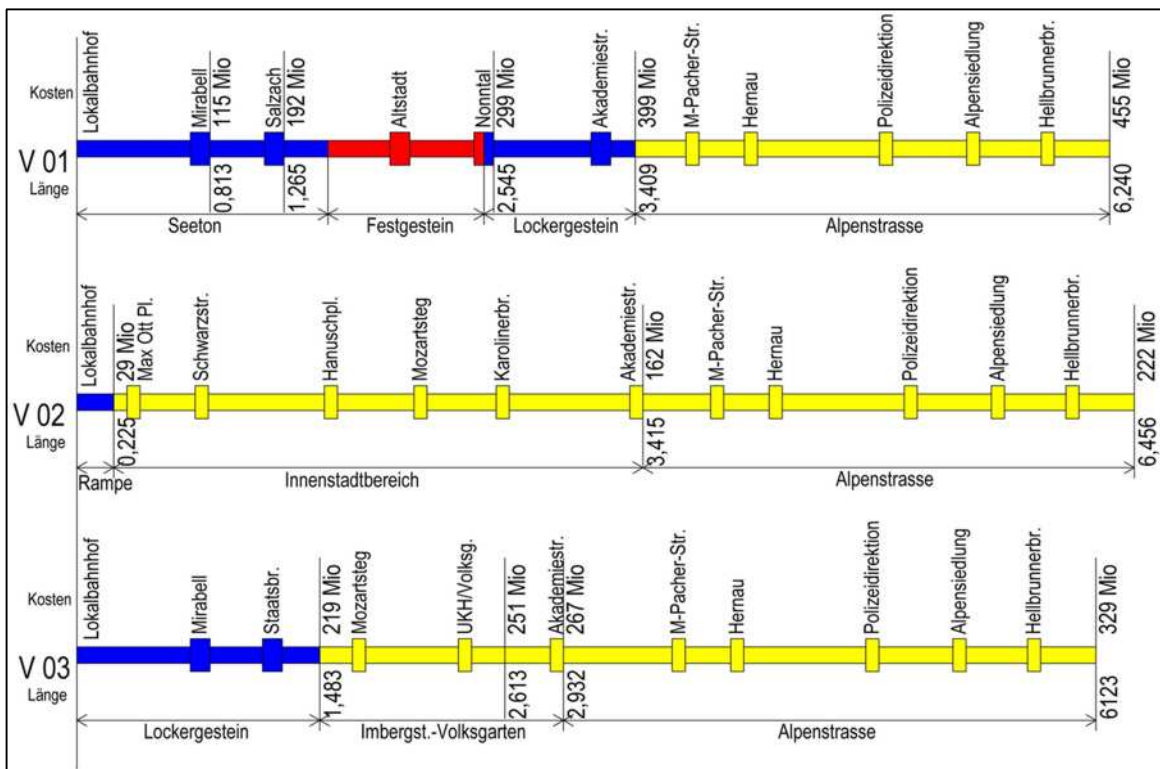 Kosten
Lokalbahnhof
Mirabell
115 Mio
Salzach
192 Mio
Altstadt
Nonntal
299 Mio
Akademiestr.
399 Mio
M-Pacher-Str.
Hernau
Polizeidirektion
Alpensiedlung
Hellbrunnerbr.
455 Mio
V 01
Länge
0,813
1,265
2,545
3,409
6,240
Seeton
Festgestein
Lockergestein
Alpenstrasse
Kosten
Lokalbahnhof
29 Mio
Max Ott Pl.
Schwarzstr.
Hanuschpl.
Mozartsteg
Karolinerbr.
Akademiestr.
162 Mio
M-Pacher-Str.
Hernau
Polizeidirektion
Alpensiedlung
Hellbrunnerbr.
222 Mio
V 02
Länge
0,225
3,415
6,456
Rampe
Innenstadtbereich
Alpenstrasse
Kosten
Lokalbahnhof
Mirabell
Staatsbr.
219 Mio
Mozartsteg
UKH/Volksg.
251 Mio
Akademiestr.
267 Mio
M-Pacher-Str.
Hernau
Polizeidirektion
Alpensiedlung
Hellbrunnerbr.
329 Mio
V 03
Länge
1,483
2,613
2,932
6123
Lockergestein
Imbergst.-Volksgarten
Alpenstrasse